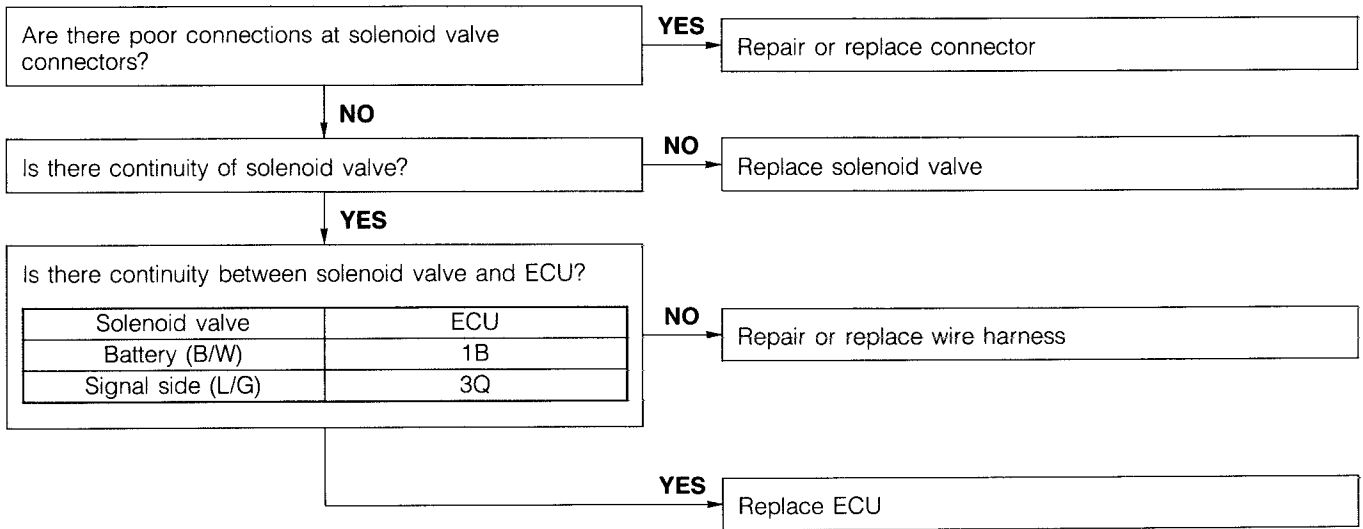 Are there poor connections at solenoid valve
connectors?
YES
Repair or replace connector
NO
Is there continuity of solenoid valve?
NO
Replace solenoid valve
YES
Is there continuity between solenoid valve and ECU?
Solenoid valve ECU
Battery (B/W) 1B
Signal side (L/G) 3Q
NO
Repair or replace wire harness
YES
Replace ECU